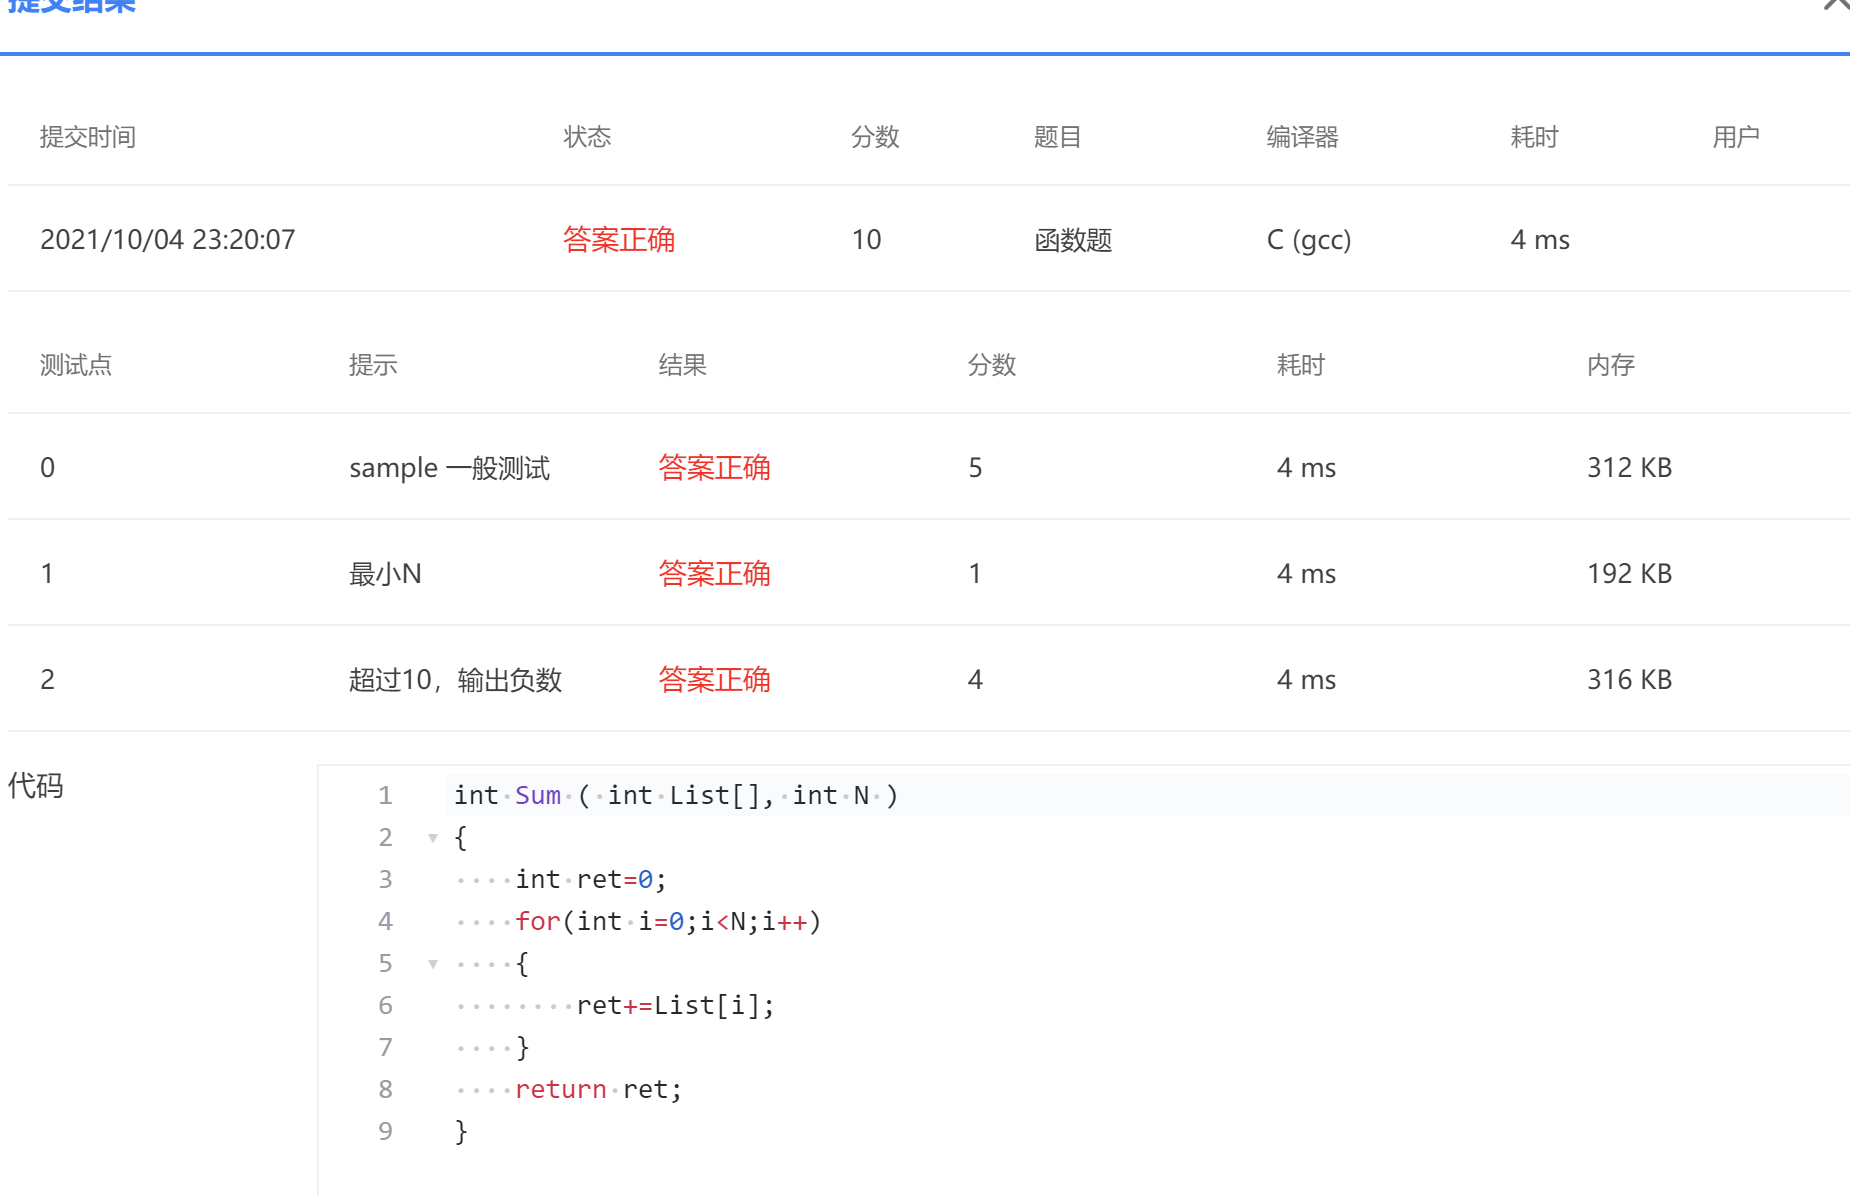 提交结果
提交时间 状态 分数 题目 编译器 耗时 用户
2021/10/04 23:20:07 答案正确 10 函数题 C (gcc) 4 ms
测试点 提示 结果 分数 耗时 内存
0 sample 一般测试 答案正确 5 4 ms 312 KB
1 最小N 答案正确 1 4 ms 192 KB
2 超过10，输出负数 答案正确 4 4 ms 316 KB
代码
1 int Sum ( int List[], int N )
2 {
3     int ret=0;
4     for(int i=0;i<N;i++)
5     {
6         ret+=List[i];
7     }
8     return ret;
9 }